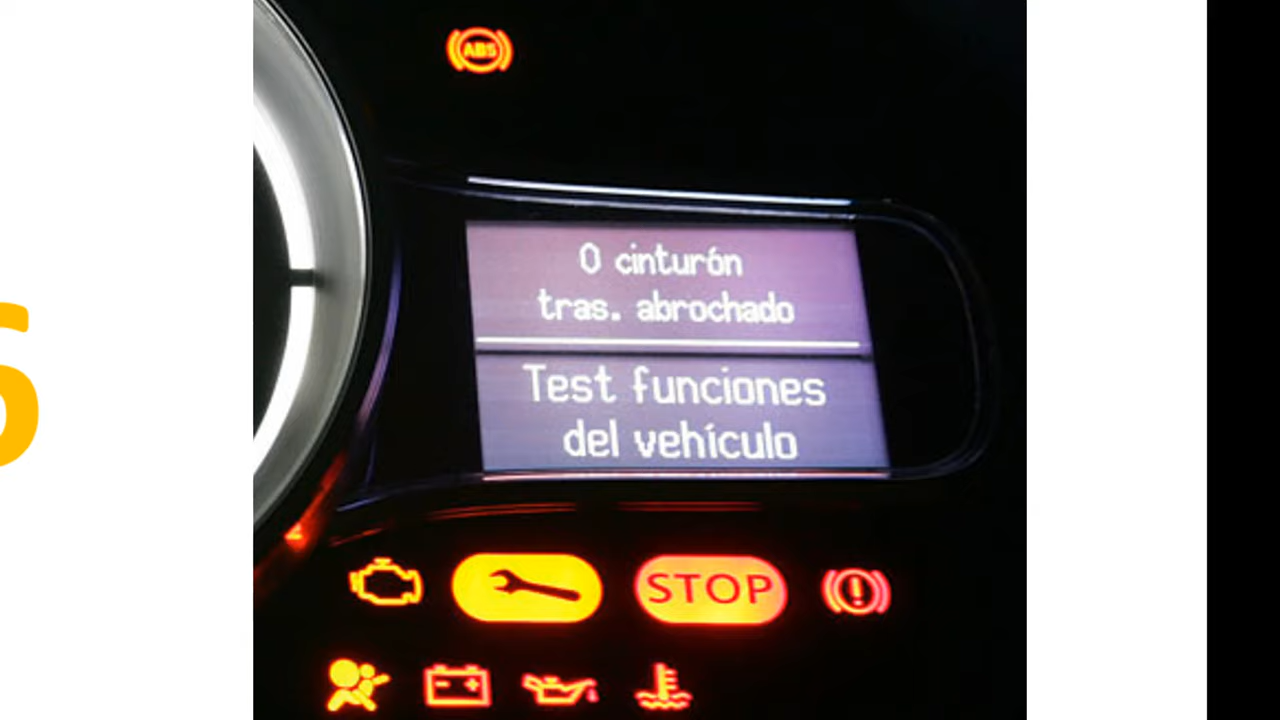 ABS
0 cinturón
tras. abrochado
Test funciones
del vehículo
STOP